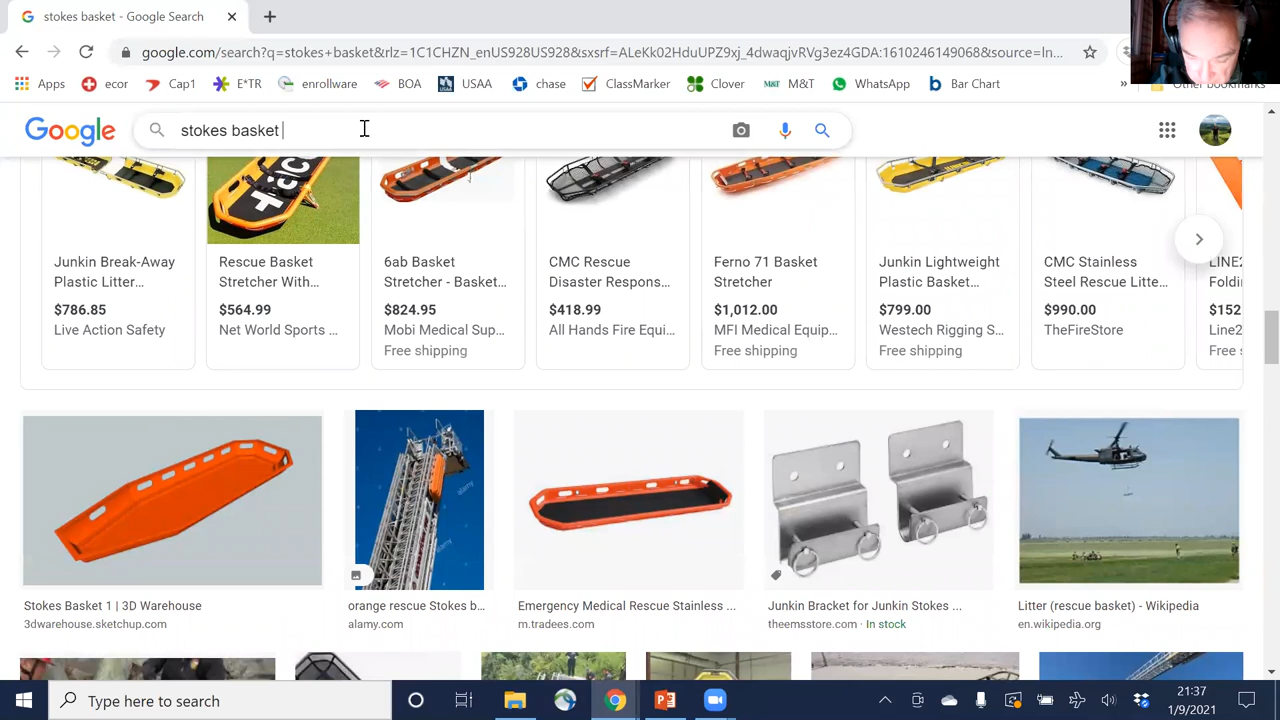 stokes basket - Google Search
google.com/search?q=stokes+basket&rlz=1C1CHZN_enUS928US928&sxsrf=ALeKk02HduUPZ9xj_4dwaqjvRVg3ez4GDA:1610246149068&source=ln...
Apps ecor Cap1 E*TR enrollware BOA USAA chase ClassMarker Clover M&T M&T WhatsApp Bar Chart » Other bookmarks
Google stokes basket
Junkin Break-Away
Plastic Litter...
$786.85
Live Action Safety
Rescue Basket
Stretcher With...
$564.99
Net World Sports ...
6ab Basket
Stretcher - Basket...
$824.95
Mobi Medical Sup...
Free shipping
CMC Rescue
Disaster Respons...
$418.99
All Hands Fire Equi...
Ferno 71 Basket
Stretcher
$1,012.00
MFI Medical Equip...
Free shipping
Junkin Lightweight
Plastic Basket...
$799.00
Westech Rigging S...
Free shipping
CMC Stainless
Steel Rescue Litte...
$990.00
TheFireStore
LINE2
Foldin
$152
Line2
Free s
Stokes Basket 1 | 3D Warehouse
3dwarehouse.sketchup.com
alamy
orange rescue Stokes b...
alamy.com
Emergency Medical Rescue Stainless ...
m.tradees.com
Junkin Bracket for Junkin Stokes ...
theemsstore.com · In stock
Litter (rescue basket) - Wikipedia
en.wikipedia.org
Type here to search
21:37
1/9/2021